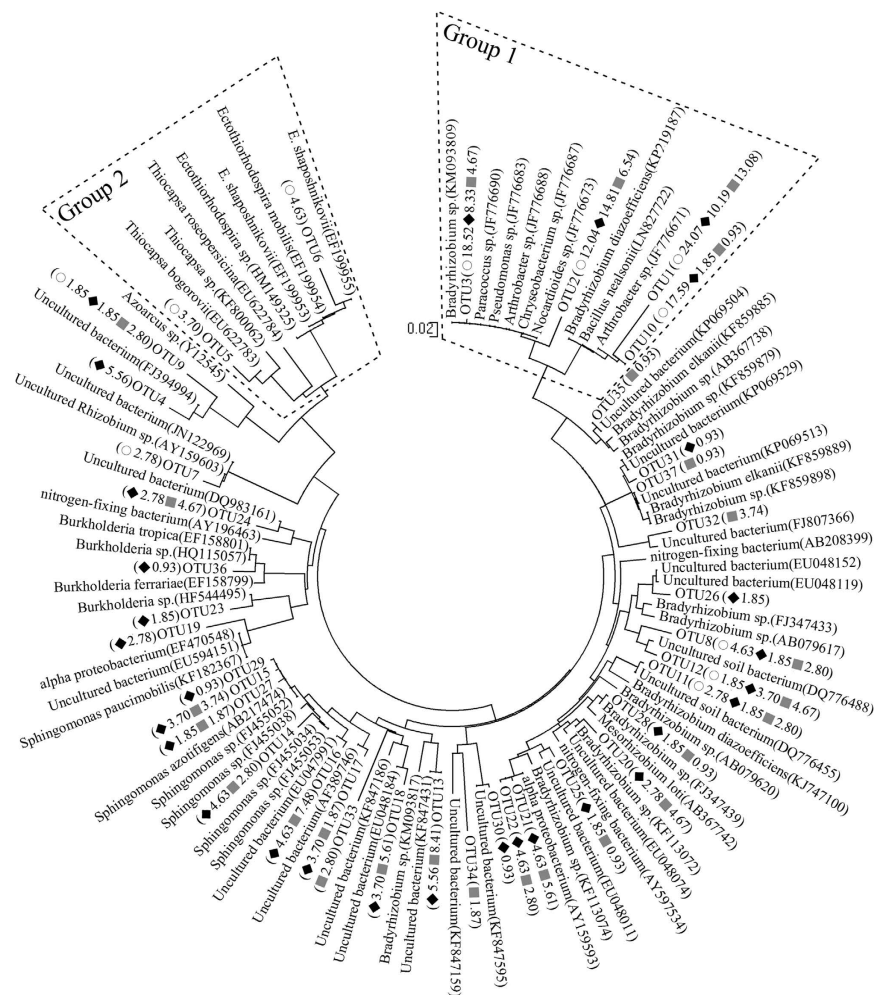 Group 1
Bradyrhizobium sp.(KM093809)
OTU3(○18.52◆8.33■4.67)
Paracoccus sp.(JF776690)
Pseudomonas sp.(JF776683)
Arthrobacter sp.(JF776688)
Chryseobacterium sp.(JF776687)
Nocardioides sp.(JF776673)
OTU2(○12.04◆14.81■6.54)
Bradyrhizobium diazoefficiens(KP219187)
Bacillus nealsonii(LN827722)
Arthrobacter sp.(JF776671)
OTU1(○24.07◆10.19■13.08)
OTU10(○17.59◆1.85■0.93)
OTU35(■0.93)
Uncultured bacterium(KP069504)
Bradyrhizobium elkanii(KF859885)
Bradyrhizobium sp.(AB367738)
Bradyrhizobium sp.(KF859879)
Uncultured bacterium(KP069529)
OTU31(◆0.93)
OTU37(■0.93)
Uncultured bacterium(KP069513)
Bradyrhizobium elkanii(KF859889)
Bradyrhizobium sp.(KF859898)
OTU32(■3.74)
Uncultured bacterium(FJ807366)
nitrogen-fixing bacterium(AB208399)
Uncultured bacterium(EU048152)
Uncultured bacterium(EU048119)
OTU26(◆1.85)
Bradyrhizobium sp.(FJ347433)
Bradyrhizobium sp.(AB079617)
OTU8(○4.63◆1.85■2.80)
Uncultured soil bacterium(DQ776488)
OTU12(○1.85◆3.70■4.67)
OTU11(○2.78◆1.85■2.80)
Uncultured soil bacterium(DQ776455)
Bradyrhizobium diazoefficiens(KJ747100)
Bradyrhizobium sp.(AB079620)
OTU28(◆1.85■0.93)
Bradyrhizobium sp.(FJ347439)
Mesorhizobium loti(AB367742)
OTU20(◆2.78■4.67)
Bradyrhizobium sp.(KF113072)
Uncultured bacterium(EU048074)
nitrogen-fixing bacterium(AY597534)
OTU25(◆1.85■0.93)
Uncultured bacterium(EU048011)
Bradyrhizobium sp.(KF113074)
alpha proteobacterium(AY159593)
OTU21(◆4.63■5.61)
OTU22(◆4.63■2.80)
OTU30(◆0.93)
Uncultured bacterium(KF847595)
OTU34(■1.87)
Uncultured bacterium(KF847159)
(◆5.56■8.41)OTU13
Uncultured bacterium(KF847431)
Bradyrhizobium sp.(KM093817)
(◆3.70■5.61)OTU18
Uncultured bacterium(EU048184)
Uncultured bacterium(KF847186)
(■2.80)OTU33
(◆3.70■1.87)OTU17
Uncultured bacterium(AF389746)
(◆4.63■7.48)OTU16
Uncultured bacterium(EU04799
Sphingomonas sp.(FJ455053)
Sphingomonas sp.(FJ455034)
(◆4.63■2.80)OTU14
Sphingomonas sp.(FJ455038)
Sphingomonas sp.(FJ455052)
Sphingomonas azotifigens(AB217474)
(◆1.85■1.87)OTU27
(◆3.70■3.74)OTU15
(◆0.93)OTU29
Sphingomonas paucimobilis(KF182367)
Uncultured bacterium(EU594151)
alpha proteobacterium(EF470548)
(◆2.78)OTU19
(◆1.85)OTU23
Burkholderia sp.(HF544495)
Burkholderia ferrariae(EF158799)
(◆0.93)OTU36
Burkholderia sp.(HQ115057)
Burkholderia tropica(EF158801)
nitrogen-fixing bacterium(AY196463)
(◆2.78■4.67)OTU24
Uncultured bacterium(DQ983161)
(○2.78)OTU7
Uncultured Rhizobium sp.(AY159603)
Uncultured bacterium(JN122969)
(◆5.56)OTU4
Uncultured bacterium(FJ394994)
(○1.85◆1.85■2.80)OTU9
Azoarcus sp.(Y12545)
Group 2
(○3.70)OTU5
Thiocapsa bogorovii(EU622783)
Thiocapsa sp.(KF800062)
Thiocapsa roseopersicina(EU622784)
Ectothiorhodospira sp.(HM149325)
E. shaposhnikovii(EF199953)
Ectothiorhodospira mobilis(EF199954)
E. shaposhnikovii(EF199955)
(○4.63)OTU6
0.02